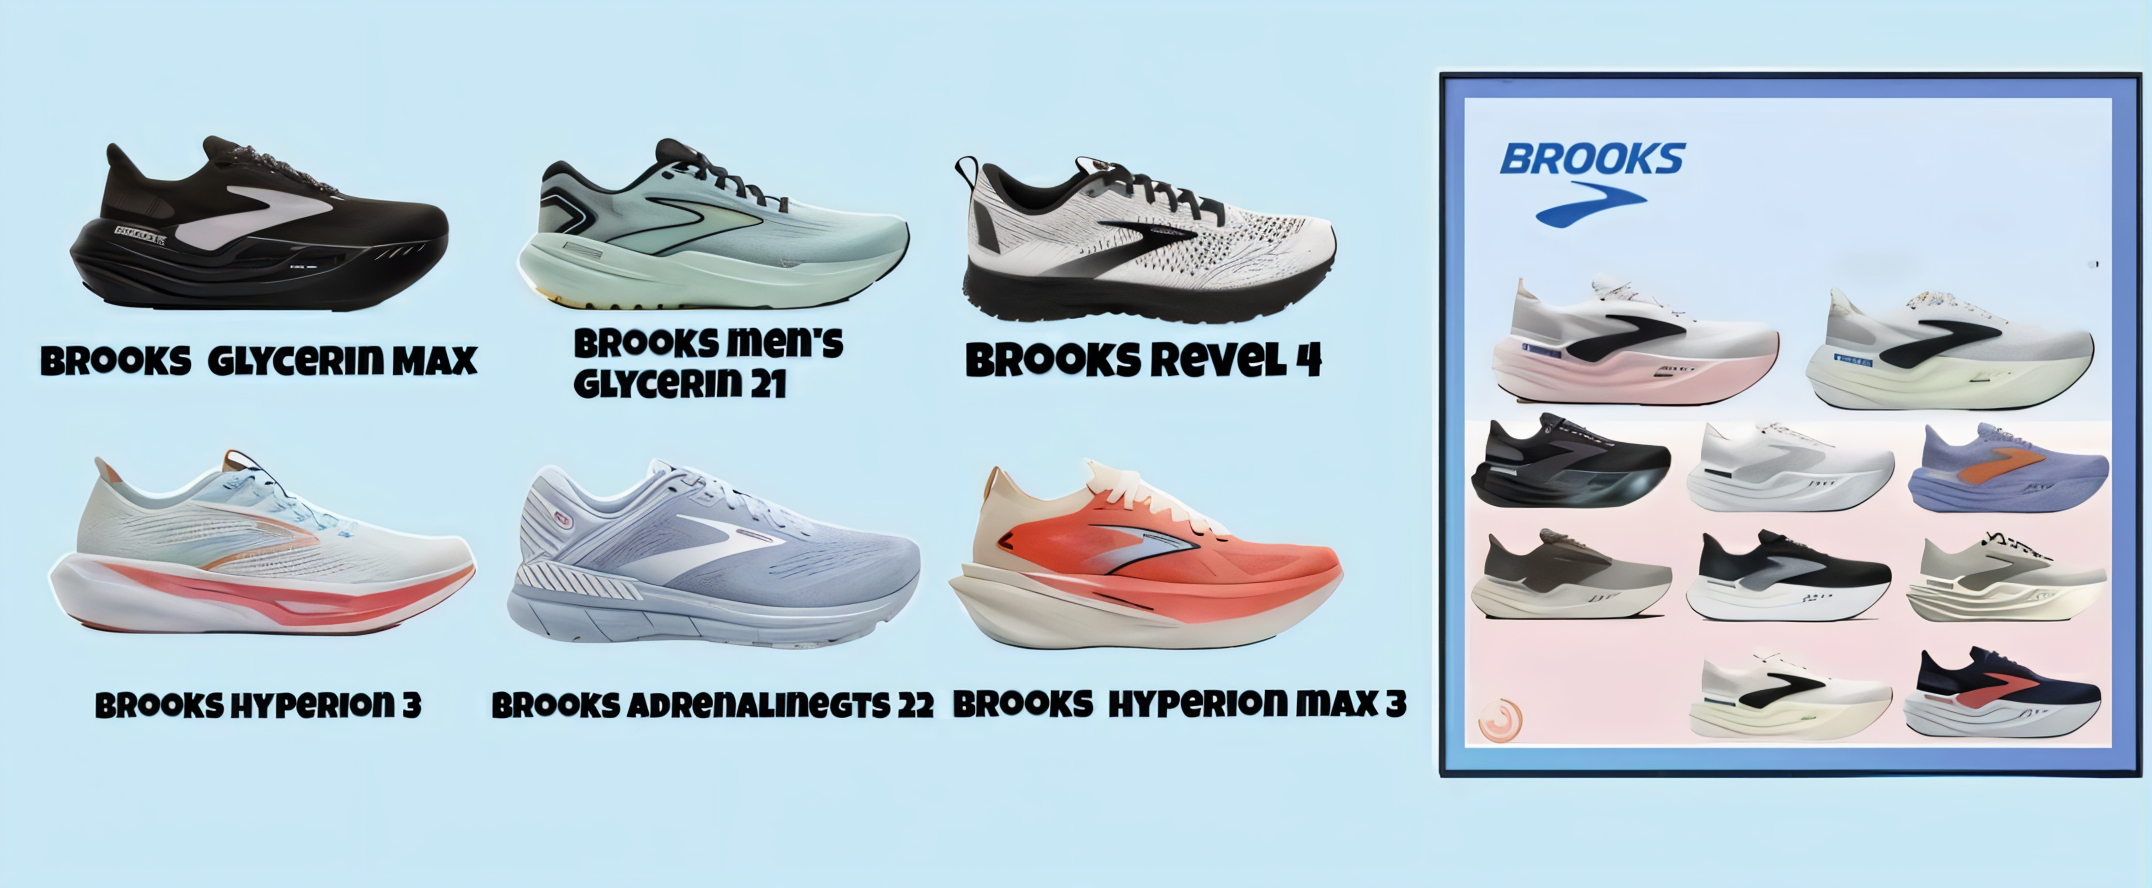 BROOKS GLYCERIN MAX
BROOKS MEN'S
GLYCERIN 21
BROOKS REVEL 4
BROOKS HYPERION 3
BROOKS ADRENALINEGTS 22
BROOKS HYPERION MAX 3
BROOKS